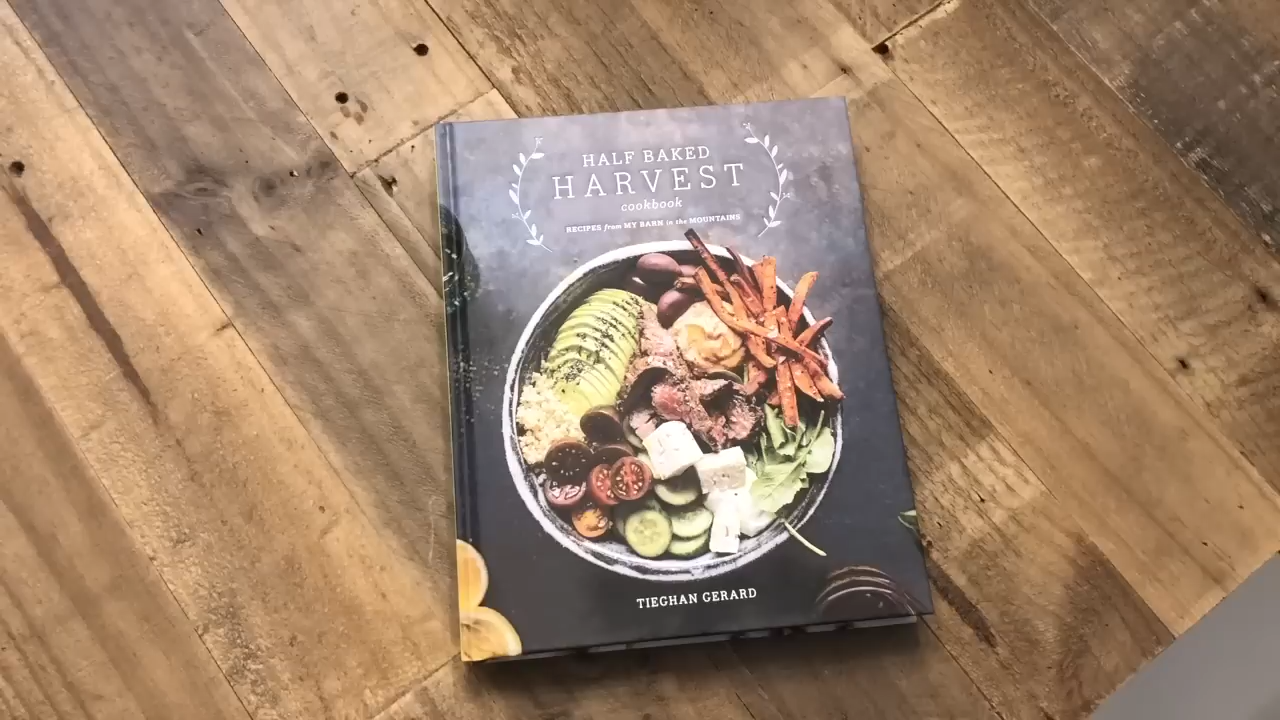 HALF BAKED
HARVEST
cookbook
RECIPES from MY BARN in the MOUNTAINS
TIEGHAN GERARD